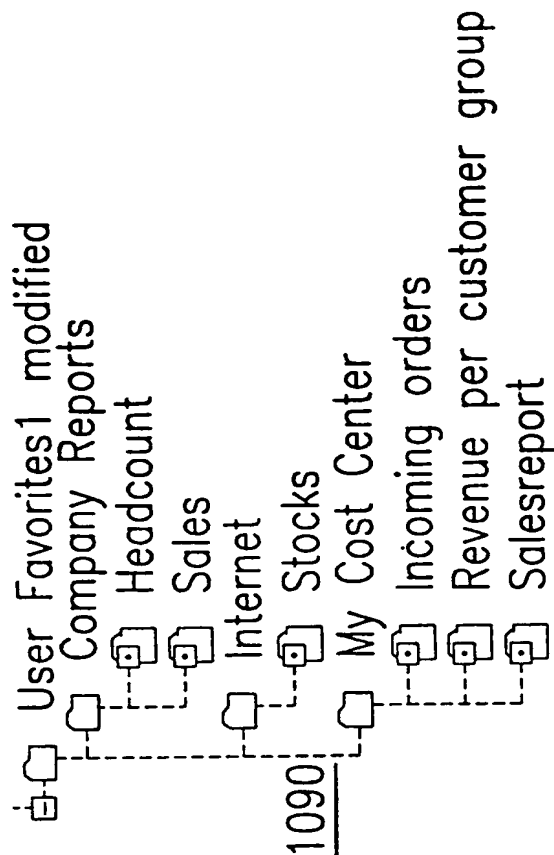 User Favorites1 modified
Company Reports
Headcount
Sales
Internet
Stocks
My Cost Center
Incoming orders
Revenue per customer group
Salesreport
1090